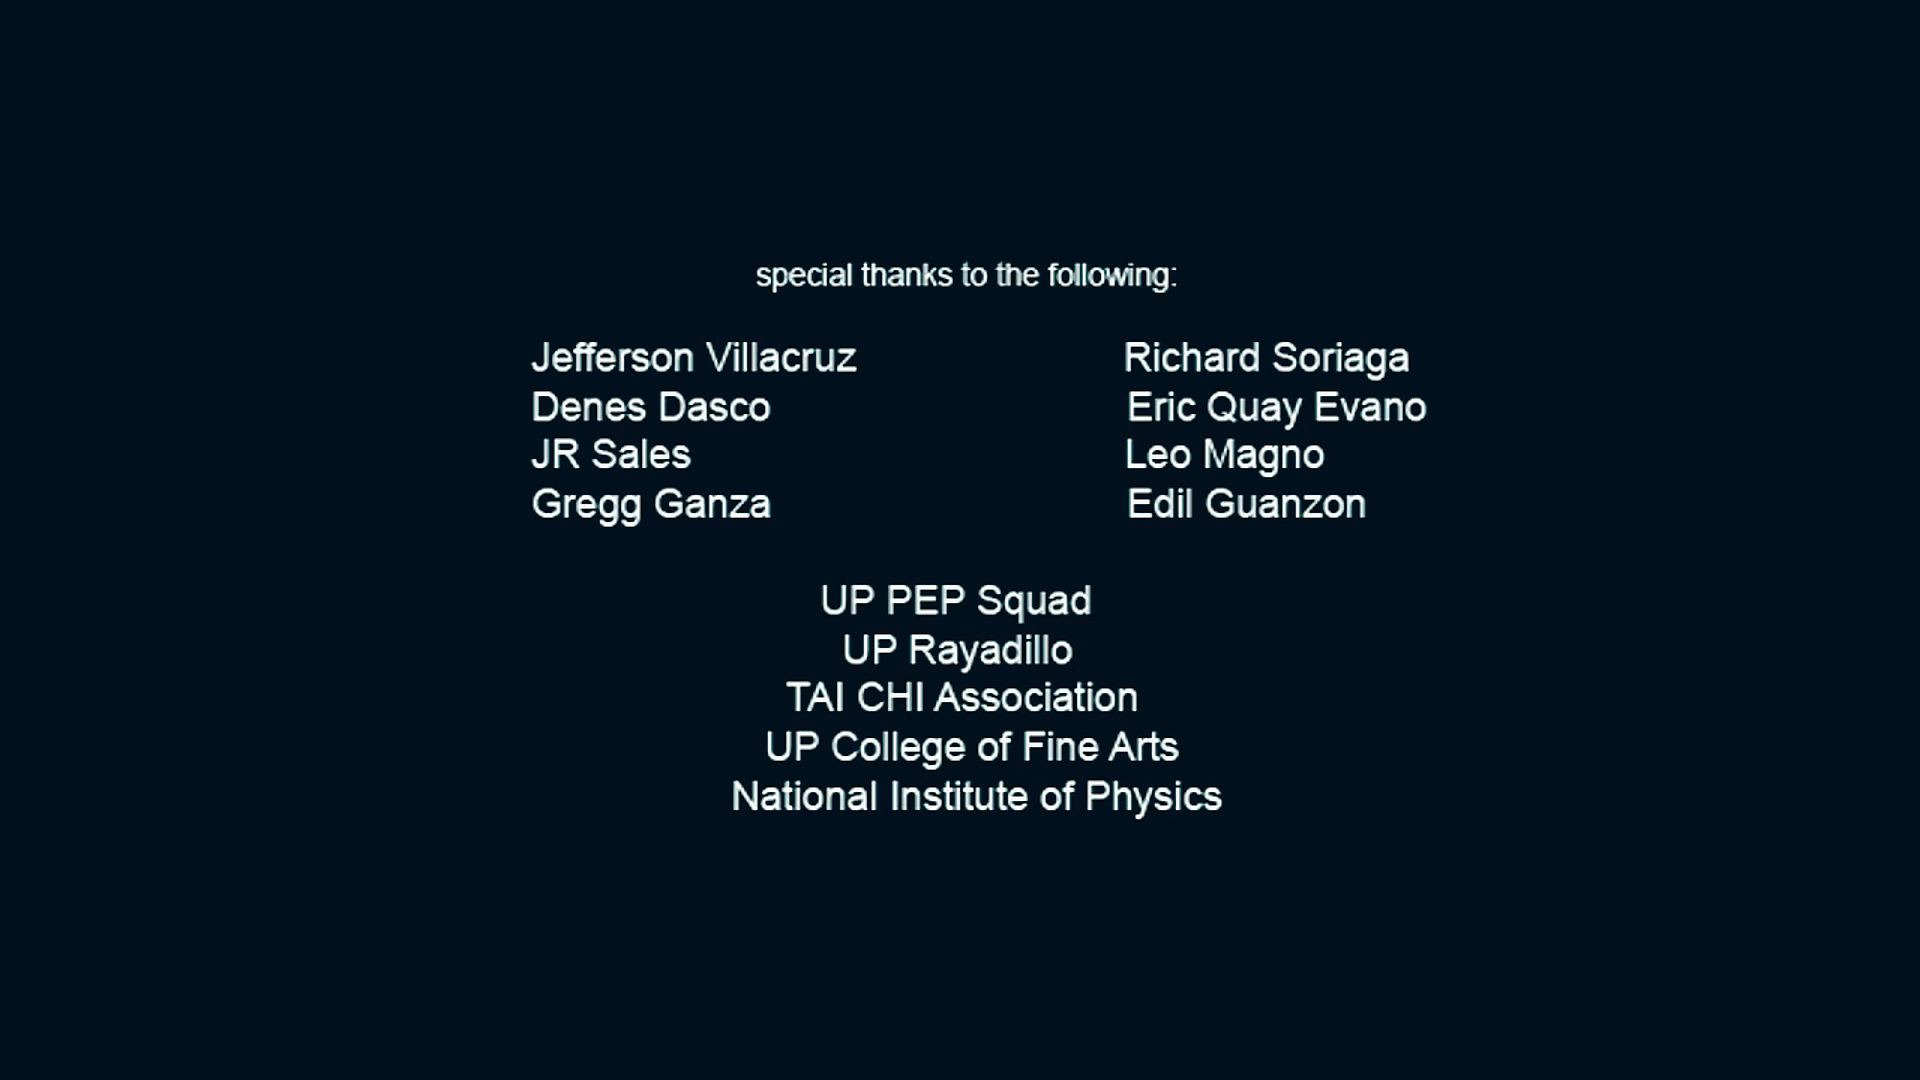 special thanks to the following:
Jefferson Villacruz
Denes Dasco
JR Sales
Gregg Ganza
Richard Soriaga
Eric Quay Evano
Leo Magno
Edil Guanzon
UP PEP Squad
UP Rayadillo
TAI CHI Association
UP College of Fine Arts
National Institute of Physics